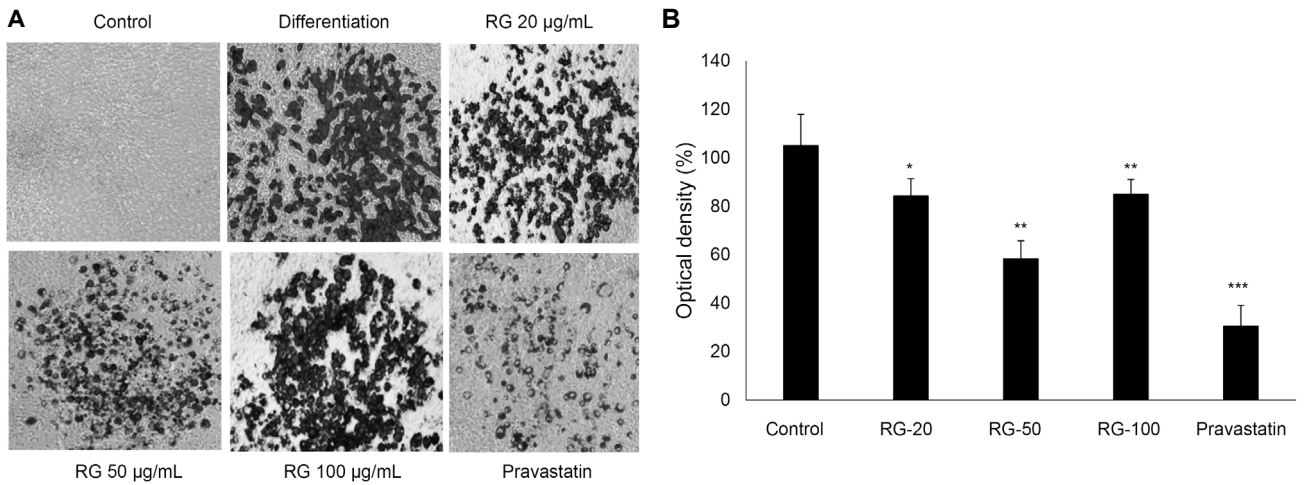 A
Control Differentiation RG 20 µg/mL
RG 50 µg/mL RG 100 µg/mL Pravastatin
B
Optical density (%)
140
120
100
80
60
40
20
0
*
**
**
***
Control RG-20 RG-50 RG-100 Pravastatin